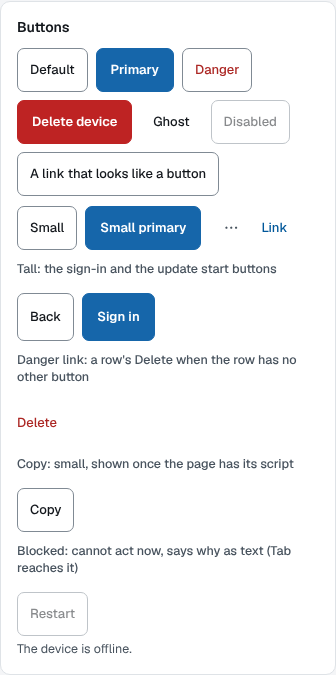 Buttons
Default Primary Danger
Delete device Ghost Disabled
A link that looks like a button
Small Small primary ··· Link
Tall: the sign-in and the update start buttons
Back Sign in
Danger link: a row's Delete when the row has no
other button
Delete
Copy: small, shown once the page has its script
Copy
Blocked: cannot act now, says why as text (Tab
reaches it)
Restart
The device is offline.